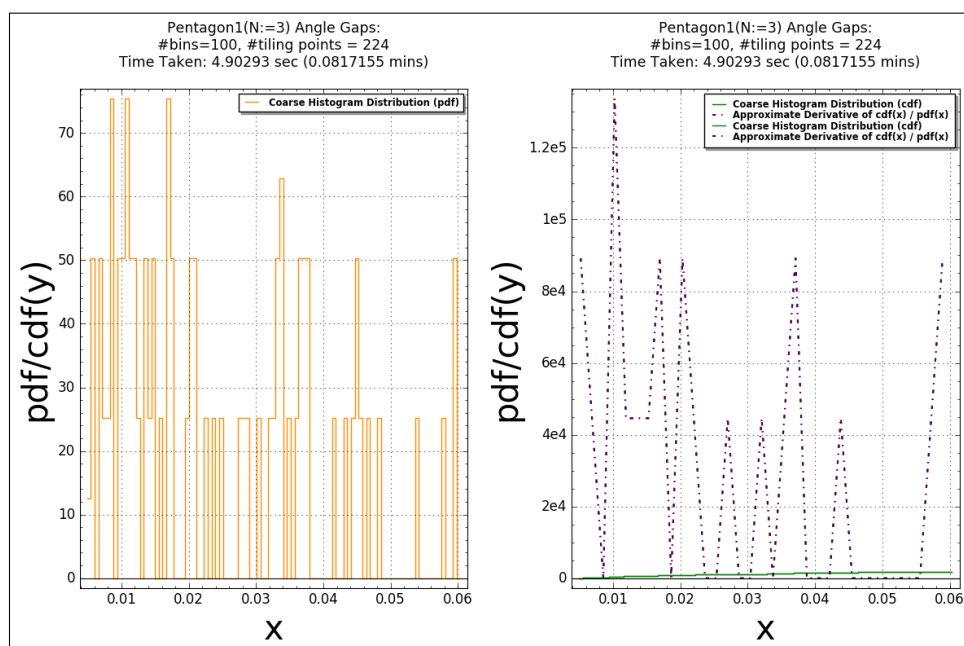 Pentagon1(N:=3) Angle Gaps:
#bins=100, #tiling points = 224
Time Taken: 4.90293 sec (0.0817155 mins)
Coarse Histogram Distribution (pdf)
70
60
50
40
30
20
10
0
pdf/cdf(y)
0.01 0.02 0.03 0.04 0.05 0.06
x
Pentagon1(N:=3) Angle Gaps:
#bins=100, #tiling points = 224
Time Taken: 4.90293 sec (0.0817155 mins)
Coarse Histogram Distribution (cdf)
Approximate Derivative of cdf(x) / pdf(x)
Coarse Histogram Distribution (cdf)
Approximate Derivative of cdf(x) / pdf(x)
1.2e5
1e5
8e4
6e4
4e4
2e4
0
pdf/cdf(y)
0.01 0.02 0.03 0.04 0.05 0.06
x